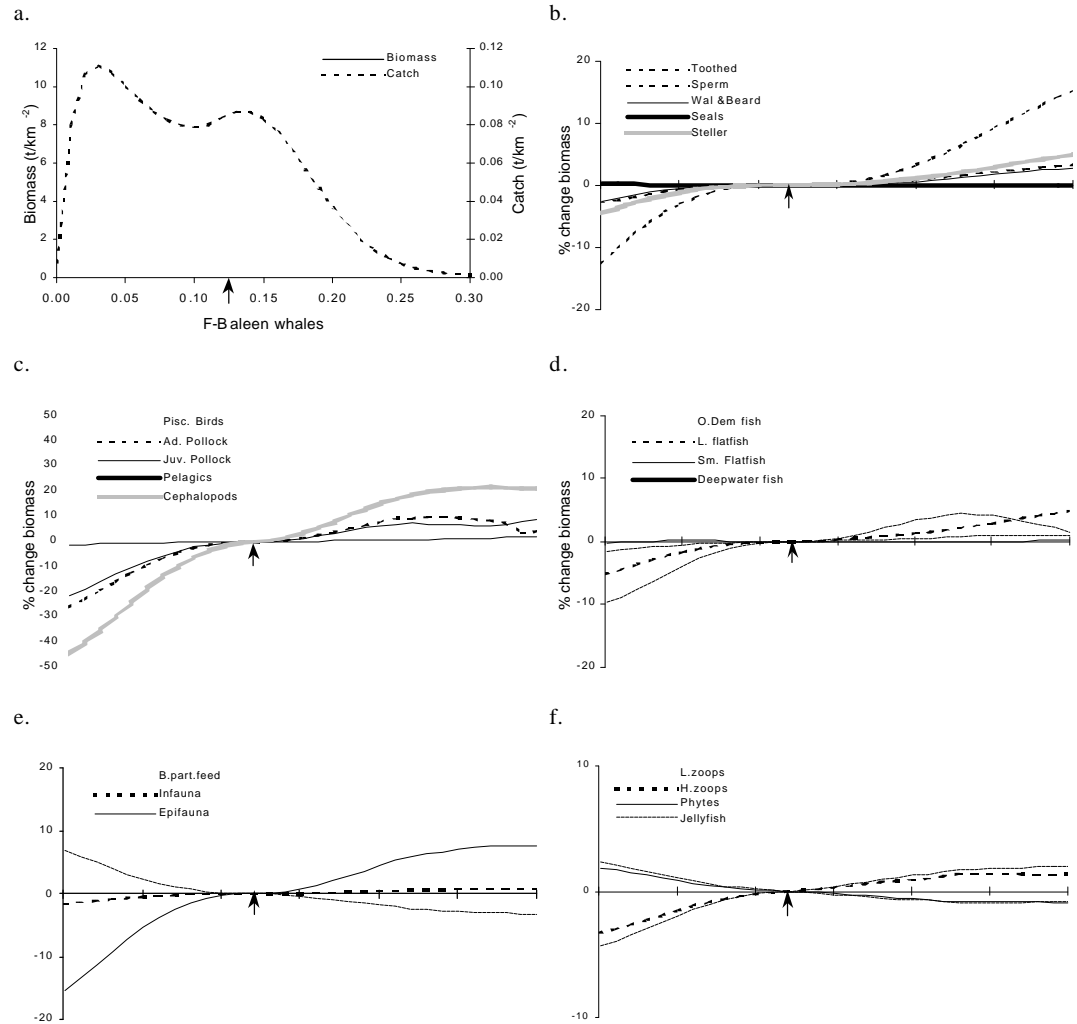 a.
12
10
8
6
4
2
0
Biomass (t/km -2)
0.12
0.10
0.08
0.06
0.04
0.02
0.00
Catch (t/km -2)
Biomass
Catch
0.00 0.05 0.10 0.15 0.20 0.25 0.30
F-Baleen whales
b.
20
10
0
-10
-20
% change biomass
Toothed
Sperm
Wal &Beard
Seals
Steller
c.
50
40
30
20
10
0
-10
-20
-30
-40
-50
% change biomass
Pisc. Birds
Ad. Pollock
Juv. Pollock
Pelagics
Cephalopods
d.
20
10
0
-10
-20
% change biomass
O.Dem fish
L. flatfish
Sm. Flatfish
Deepwater fish
e.
20
10
0
-10
-20
B.part.feed
Infauna
Epifauna
f.
10
0
-10
L.zoops
H.zoops
Phytes
Jellyfish